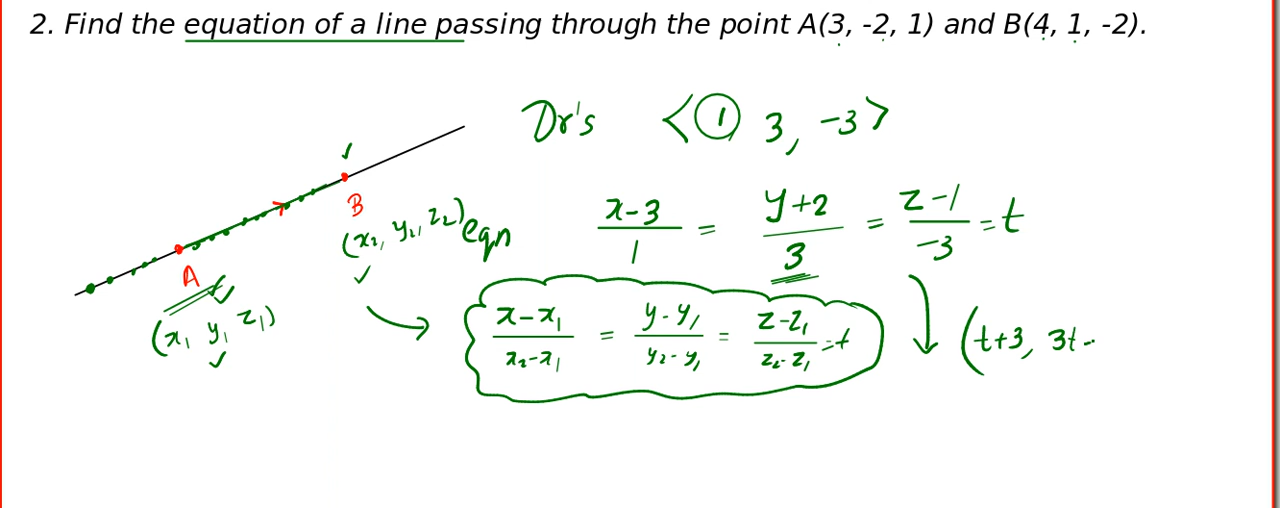 2. Find the equation of a line passing through the point A(3, -2, 1) and B(4, 1, -2).
Dr's <1, 3, -3>
B
(x₂, y₂, z₂)
A
(x₁ y₁ z₁)
eqn (x-3)/1 = (y+2)/3 = (z-1)/-3 = t
(x-x₁)/(x₂-x₁) = (y-y₁)/(y₂-y₁) = (z-z₁)/(z₂-z₁) = t
(t+3, 3t-